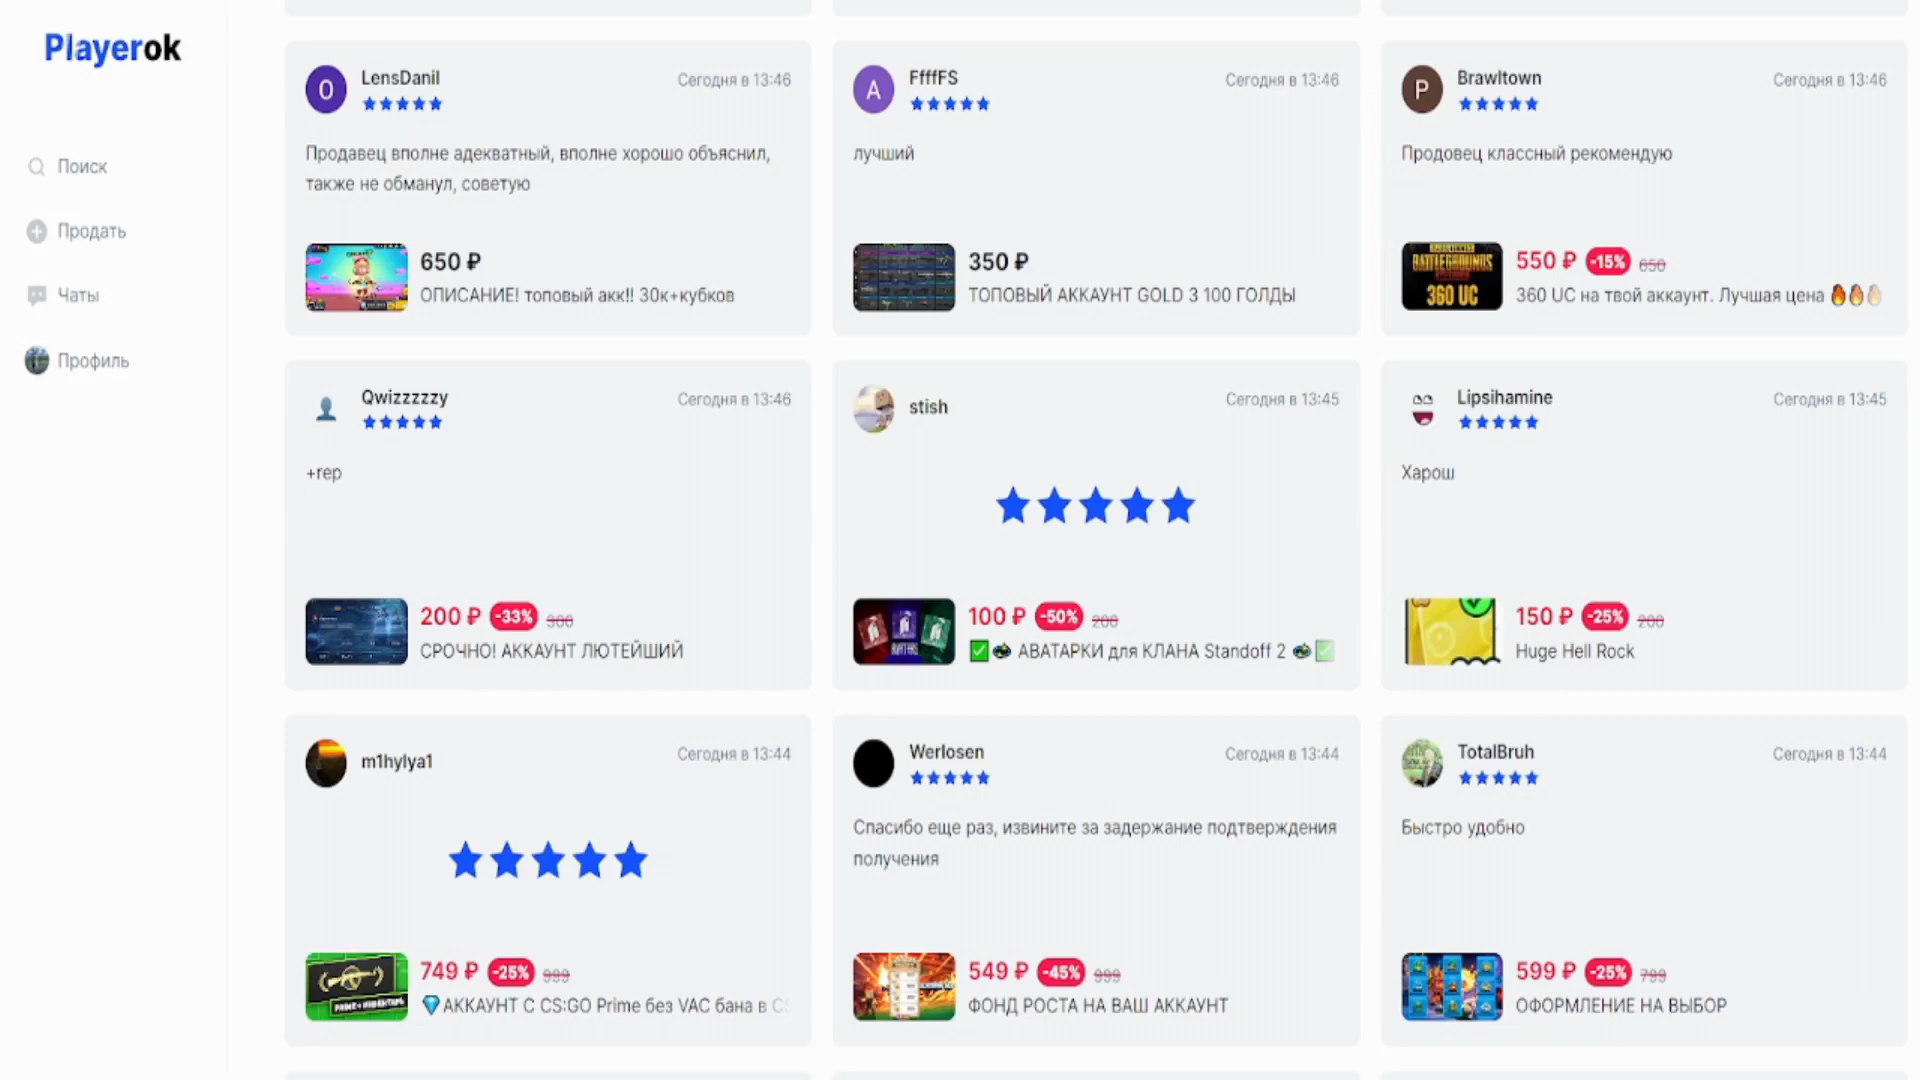 Playerok
Поиск
Продать
Чаты
Профиль
LensDanil
Сегодня в 13:46
Продавец вполне адекватный, вполне хорошо объяснил,
также не обманул, советую
650 ₽
ОПИСАНИЕ! топовый акк!! 30к+кубков
FfffFS
Сегодня в 13:46
лучший
350 ₽
ТОПОВЫЙ АККАУНТ GOLD 3 100 ГОЛДЫ
Brawltown
Сегодня в 13:46
Продовец классный рекомендую
BATTLEGROUNDS
360 UC
550 ₽ -15% 650
360 UC на твой аккаунт. Лучшая цена 🔥🔥🔥
Qwizzzzzy
Сегодня в 13:46
+rep
200 ₽ -33% 300
СРОЧНО! АККАУНТ ЛЮТЕЙШИЙ
stish
Сегодня в 13:45
100 ₽ -50% 200
АВАТАРКИ для КЛАНА Standoff 2
Lipsihamine
Сегодня в 13:45
Хорош
150 ₽ -25% 200
Huge Hell Rock
m1hylya1
Сегодня в 13:44
749 ₽ -25% 999
АККАУНТ С CS:GO Prime без VAC бана в CS
Werlosen
Сегодня в 13:44
Спасибо еще раз, извините за задержание подтверждения
получения
549 ₽ -45% 999
ФОНД РОСТА НА ВАШ АККАУНТ
TotalBruh
Сегодня в 13:44
Быстро удобно
599 ₽ -25% 799
ОФОРМЛЕНИЕ НА ВЫБОР